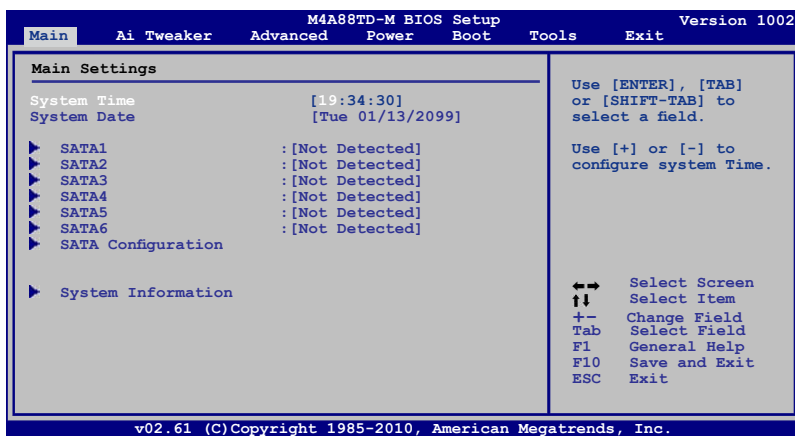 M4A88TD-M BIOS Setup Version 1002
Main Ai Tweaker Advanced Power Boot Tools Exit
Main Settings
System Time [19:34:30]
System Date [Tue 01/13/2099]
SATA1 :[Not Detected]
SATA2 :[Not Detected]
SATA3 :[Not Detected]
SATA4 :[Not Detected]
SATA5 :[Not Detected]
SATA6 :[Not Detected]
SATA Configuration
System Information
Use [ENTER], [TAB]
or [SHIFT-TAB] to
select a field.
Use [+] or [-] to
configure system Time.
←→ Select Screen
↑↓ Select Item
+- Change Field
Tab Select Field
F1 General Help
F10 Save and Exit
ESC Exit
v02.61 (C)Copyright 1985-2010, American Megatrends, Inc.